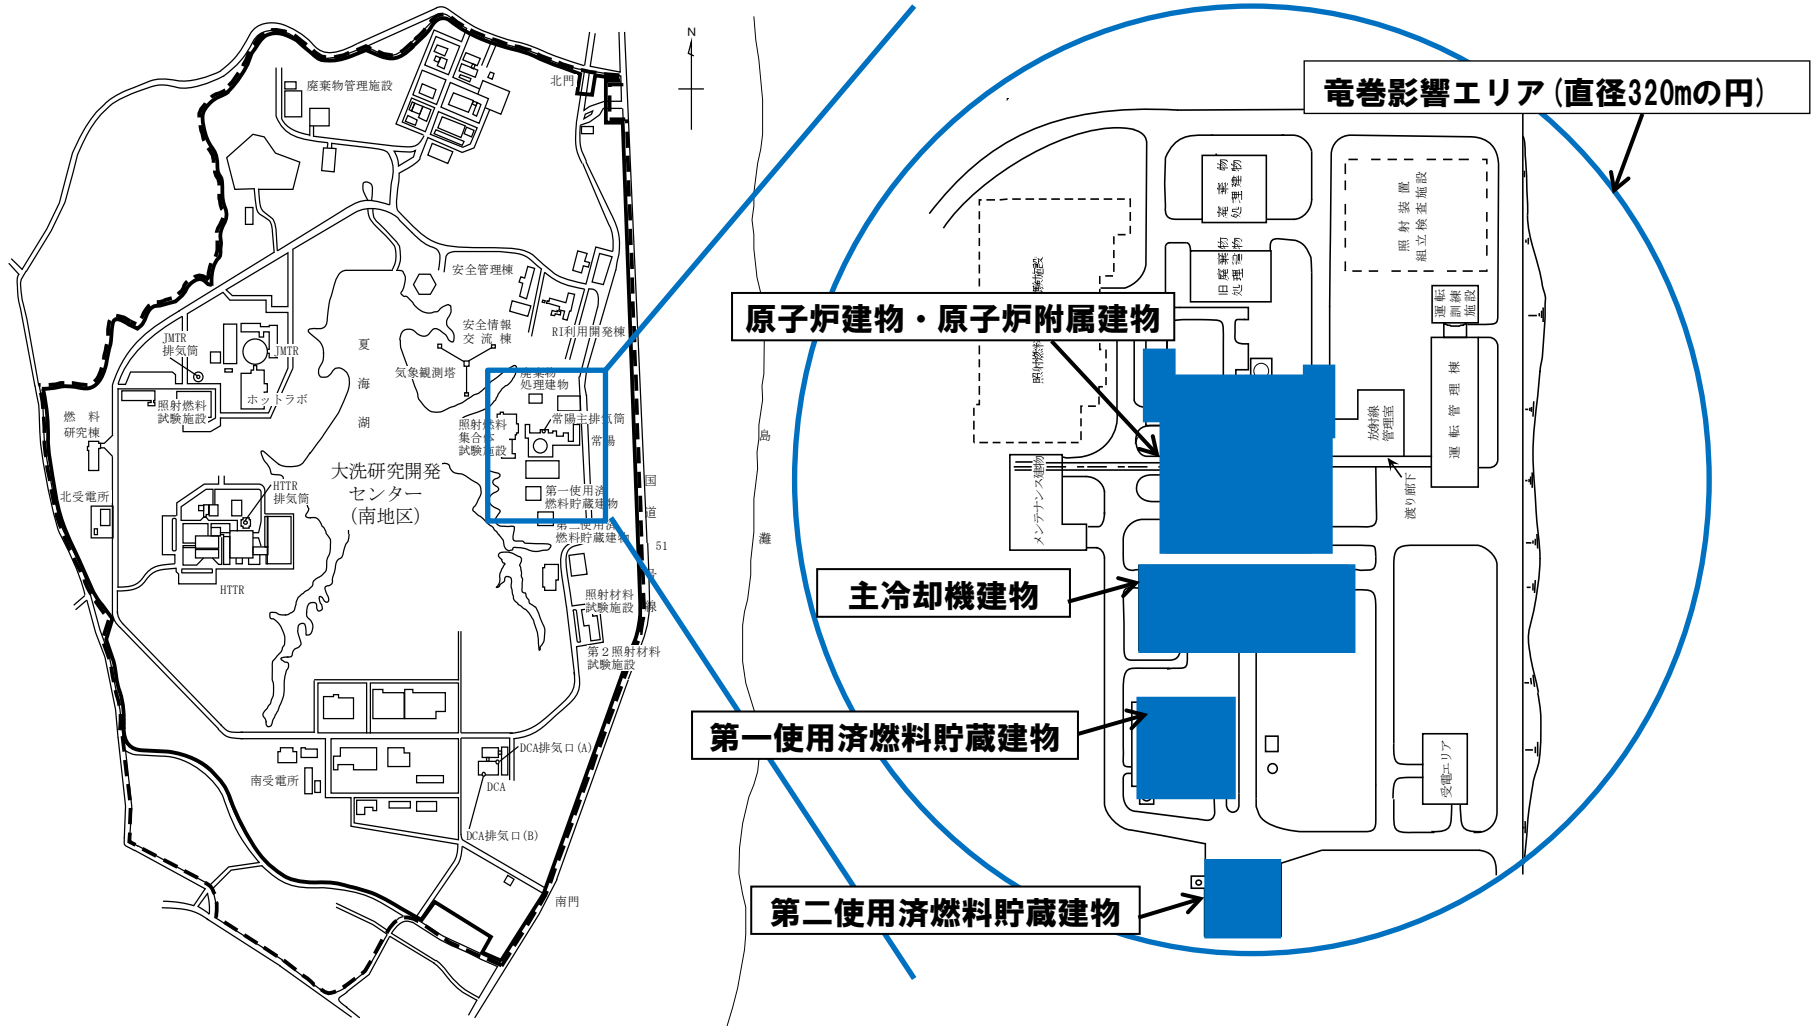 竜巻影響エリア(直径320mの円)
原子炉建物・原子炉附属建物
主冷却機建物
第一使用済燃料貯蔵建物
第二使用済燃料貯蔵建物
N
北門
廃棄物管理施設
安全管理棟
安全情報
交流棟
RI利用開発棟
JMTR
排気筒
JMTR
ホットラボ
照射燃料
試験施設
燃料
研究棟
夏海湖
気象観測塔
廃棄物
処理建物
常陽主排気筒
常陽
照射燃料
集合体
試験施設
第一使用済
燃料貯蔵建物
第二使用済
燃料貯蔵建物
大洗研究開発
センター
(南地区)
北受電所
HTTR
排気筒
HTTR
国道51号線
島灘
照射材料
試験施設
第2照射材料
試験施設
南受電所
DCA排気口(A)
DCA
DCA排気口(B)
南門
廃棄物
処理建物
旧廃棄物
処理建物
照射装置
組立検査施設
運転
訓練
施設
運転管理棟
放射線
管理室
渡り廊下
メンテナンス建物
受電エリア